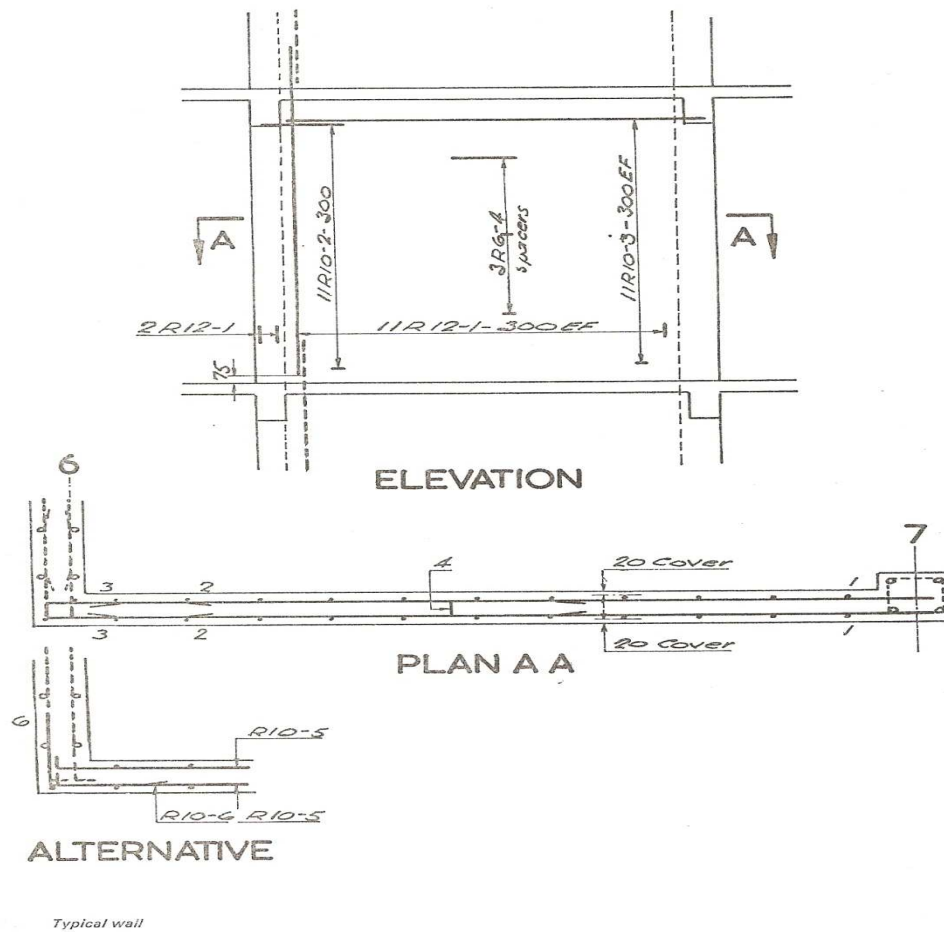 A
A
11R10-2-300
3R6-4
spacers
11R10-3-300EF
2R12-1
11R12-1-300EF
75
ELEVATION
6
7
3
2
4
20 Cover
1
3
2
20 Cover
1
PLAN A A
6
R10-5
R10-6
R10-5
ALTERNATIVE
Typical wall